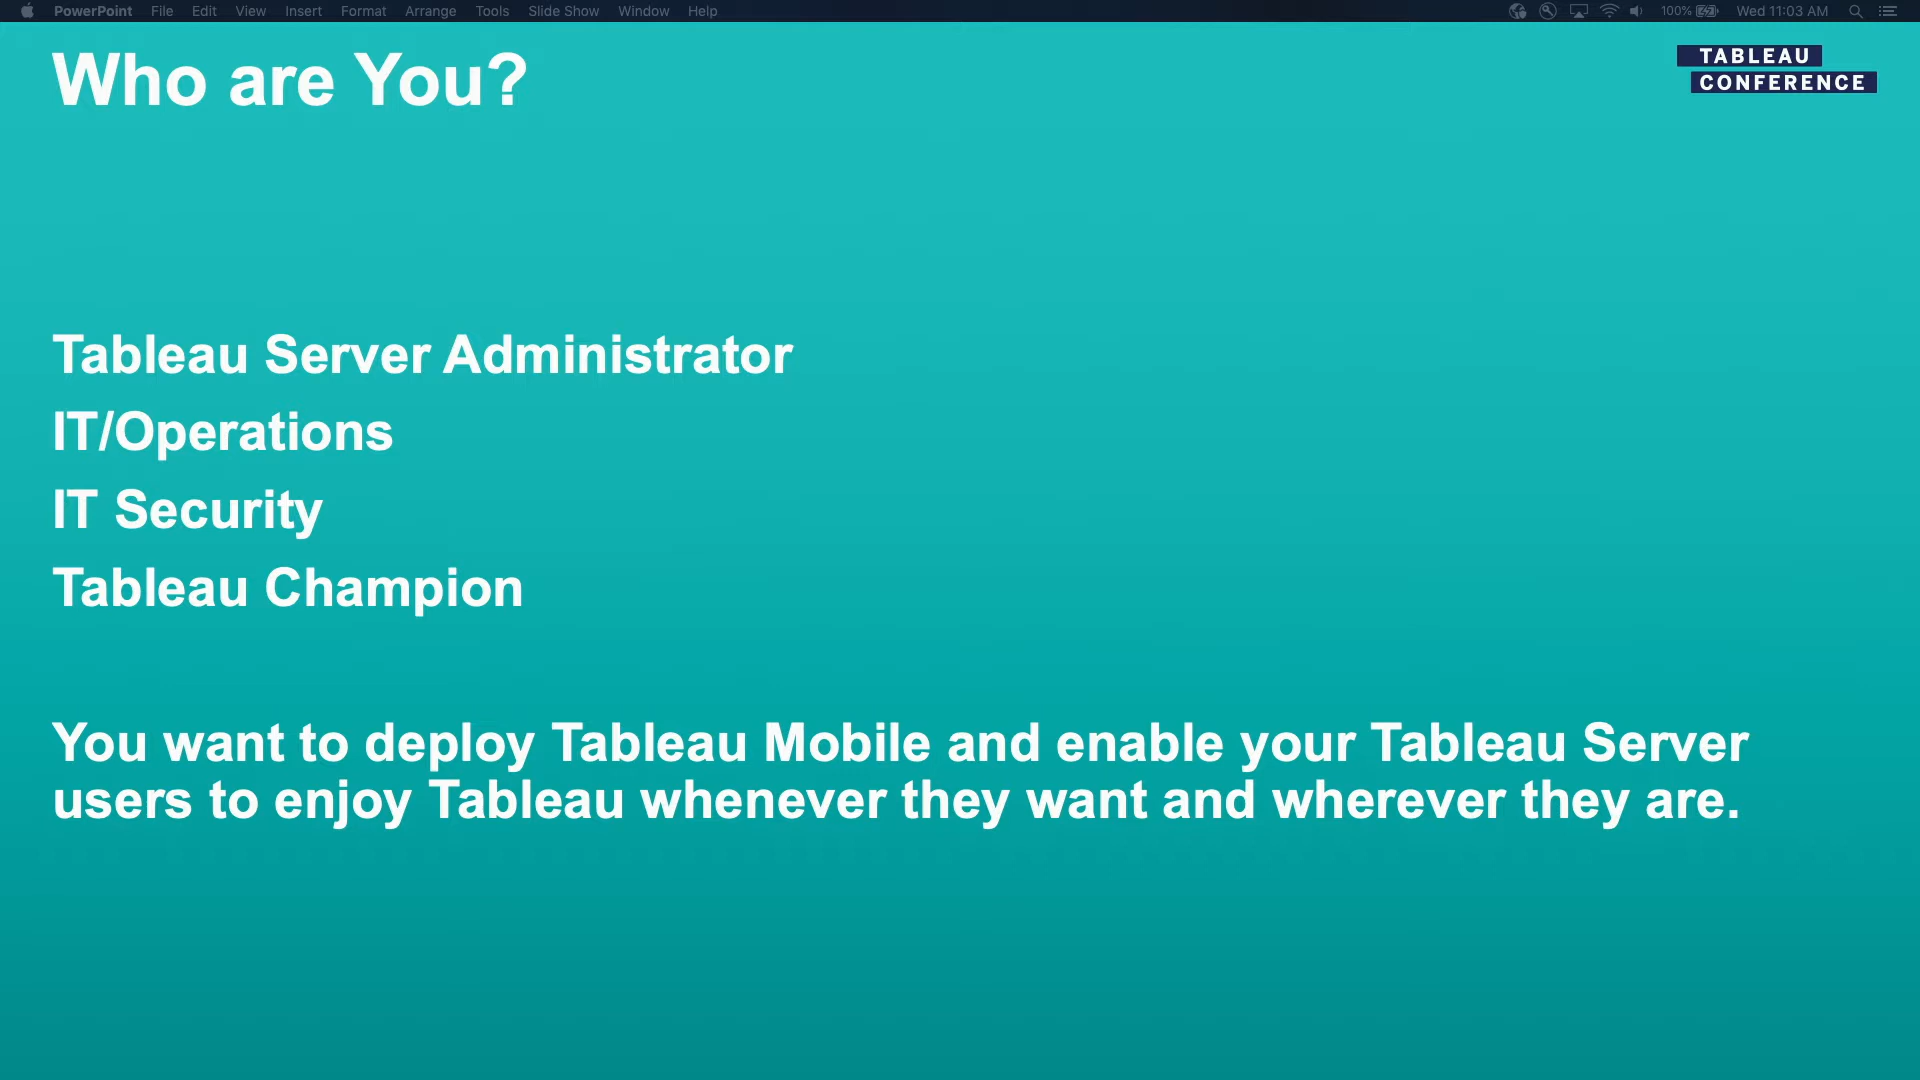 PowerPoint File Edit View Insert Format Arrange Tools Slide Show Window Help 100% Wed 11:03 AM
Who are You?
TABLEAU
CONFERENCE
Tableau Server Administrator
IT/Operations
IT Security
Tableau Champion
You want to deploy Tableau Mobile and enable your Tableau Server
users to enjoy Tableau whenever they want and wherever they are.